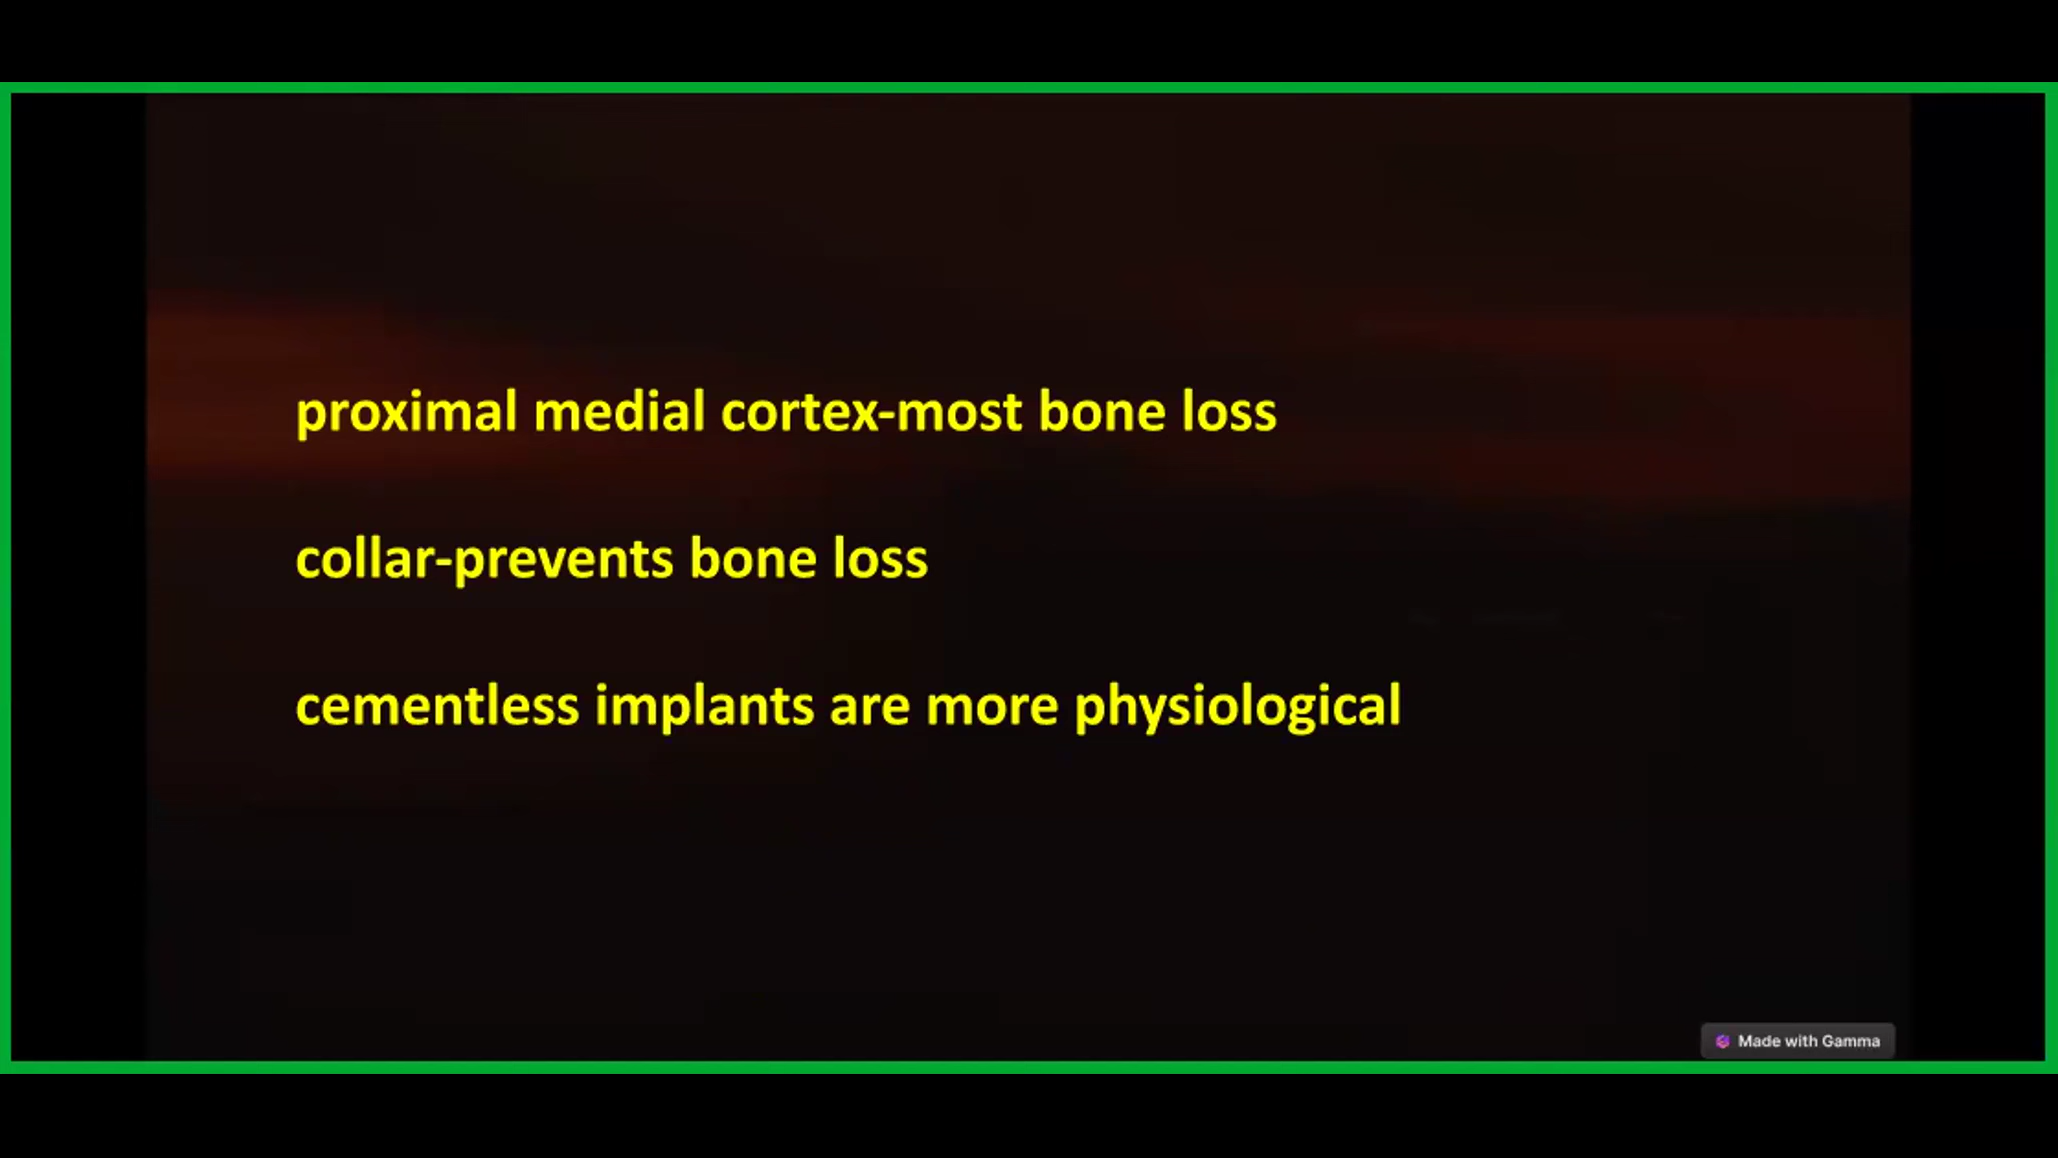 proximal medial cortex-most bone loss
collar-prevents bone loss
cementless implants are more physiological
Made with Gamma